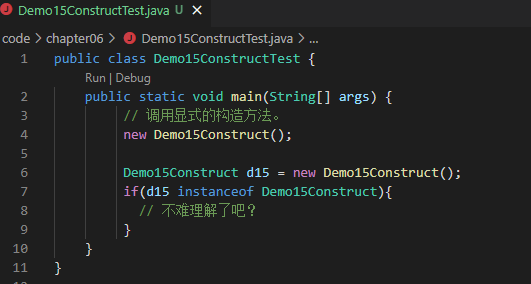 Demo15ConstructTest.java U ×
code > chapter06 > Demo15ConstructTest.java > ...
1 public class Demo15ConstructTest {
Run | Debug
2 public static void main(String[] args) {
3 // 调用显式的构造方法。
4 new Demo15Construct();
5
6 Demo15Construct d15 = new Demo15Construct();
7 if(d15 instanceof Demo15Construct){
8 // 不难理解了吧？
9 }
10 }
11 }